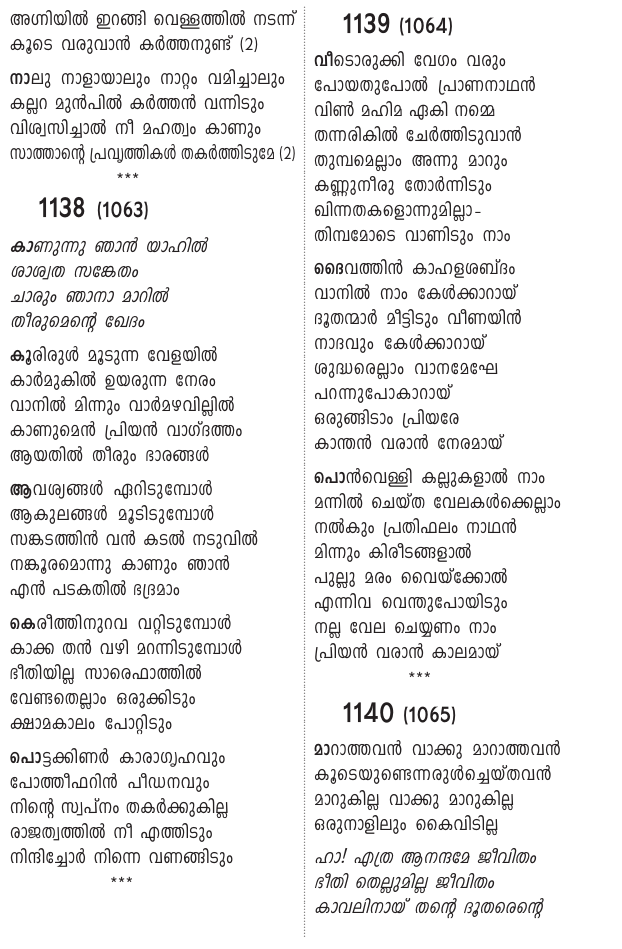 അഗ്നിയിൽ ഇറങ്ങി വെള്ളത്തിൽ നടന്ന്
കൂടെ വരുവാൻ കർത്തനുണ്ട് (2)
നാലു നാളായാലും നാറ്റം വമിച്ചാലും
കല്ലറ മുൻപിൽ കർത്തൻ വന്നിടും
വിശ്വസിച്ചാൽ നീ മഹത്വം കാണും
സാത്താന്റെ പ്രവൃത്തികൾ തകർത്തിടുമേ (2)
***
1138 (1063)
കാണുന്നു ഞാൻ യാഹിൽ
ശാശ്വത സങ്കേതം
ചാരും ഞാനാ മാറിൽ
തീരുമെന്റെ ഖേദം
കൂരിരുൾ മൂടുന്ന വേളയിൽ
കാർമുകിൽ ഉയരുന്ന നേരം
വാനിൽ മിന്നും വാർമഴവില്ലിൽ
കാണുമെൻ പ്രിയൻ വാഗ്ദത്തം
ആയതിൽ തീരും ഭാരങ്ങൾ
ആവശ്യങ്ങൾ ഏറിടുമ്പോൾ
ആകുലങ്ങൾ മൂടിടുമ്പോൾ
സങ്കടത്തിൻ വൻ കടൽ നടുവിൽ
നങ്കൂരമൊന്നു കാണും ഞാൻ
എൻ പടകതിൽ ഭദ്രമാം
കെരീത്തിനുറവ വറ്റിടുമ്പോൾ
കാക്ക തൻ വഴി മറന്നിടുമ്പോൾ
ഭീതിയില്ല സാരെഫാത്തിൽ
വേണ്ടതെല്ലാം ഒരുക്കിടും
ക്ഷാമകാലം പോറ്റിടും
പൊട്ടക്കിണർ കാരാഗൃഹവും
പോത്തീഫറിൻ പീഡനവും
നിന്റെ സ്വപ്നം തകർക്കുകില്ല
രാജത്വത്തിൽ നീ എത്തിടും
നിന്ദിച്ചോർ നിന്നെ വണങ്ങിടും
***
1139 (1064)
വീടൊരുക്കി വേഗം വരും
പോയതുപോൽ പ്രാണനാഥൻ
വിൺ മഹിമ ഏകി നമ്മെ
തന്നരികിൽ ചേർത്തിടുവാൻ
തുമ്പമെല്ലാം അന്നു മാറും
കണ്ണുനീരു തോർന്നിടും
ഖിന്നതകളൊന്നുമില്ലാ-
തിമ്പമോടെ വാണിടും നാം
ദൈവത്തിൻ കാഹളശബ്ദം
വാനിൽ നാം കേൾക്കാറായ്
ദൂതന്മാർ മീട്ടിടും വീണയിൻ
നാദവും കേൾക്കാറായ്
ശുദ്ധരെല്ലാം വാനമേഘേ
പറന്നുപോകാറായ്
ഒരുങ്ങിടാം പ്രിയരേ
കാന്തൻ വരാൻ നേരമായ്
പൊൻവെള്ളി കല്ലുകളാൽ നാം
മന്നിൽ ചെയ്ത വേലകൾക്കെല്ലാം
നൽകും പ്രതിഫലം നാഥൻ
മിന്നും കിരീടങ്ങളാൽ
പുല്ലു മരം വൈയ്ക്കോൽ
എന്നിവ വെന്തുപോയിടും
നല്ല വേല ചെയ്യണം നാം
പ്രിയൻ വരാൻ കാലമായ്
***
1140 (1065)
മാറാത്തവൻ വാക്കു മാറാത്തവൻ
കൂടെയുണ്ടെന്നരുൾച്ചെയ്തവൻ
മാറുകില്ല വാക്കു മാറുകില്ല
ഒരുനാളിലും കൈവിടില്ല
ഹാ! എത്ര ആനന്ദമേ ജീവിതം
ഭീതി തെല്ലുമില്ല ജീവിതം
കാവലിനായ് തന്റെ ദൂതരെന്റെ